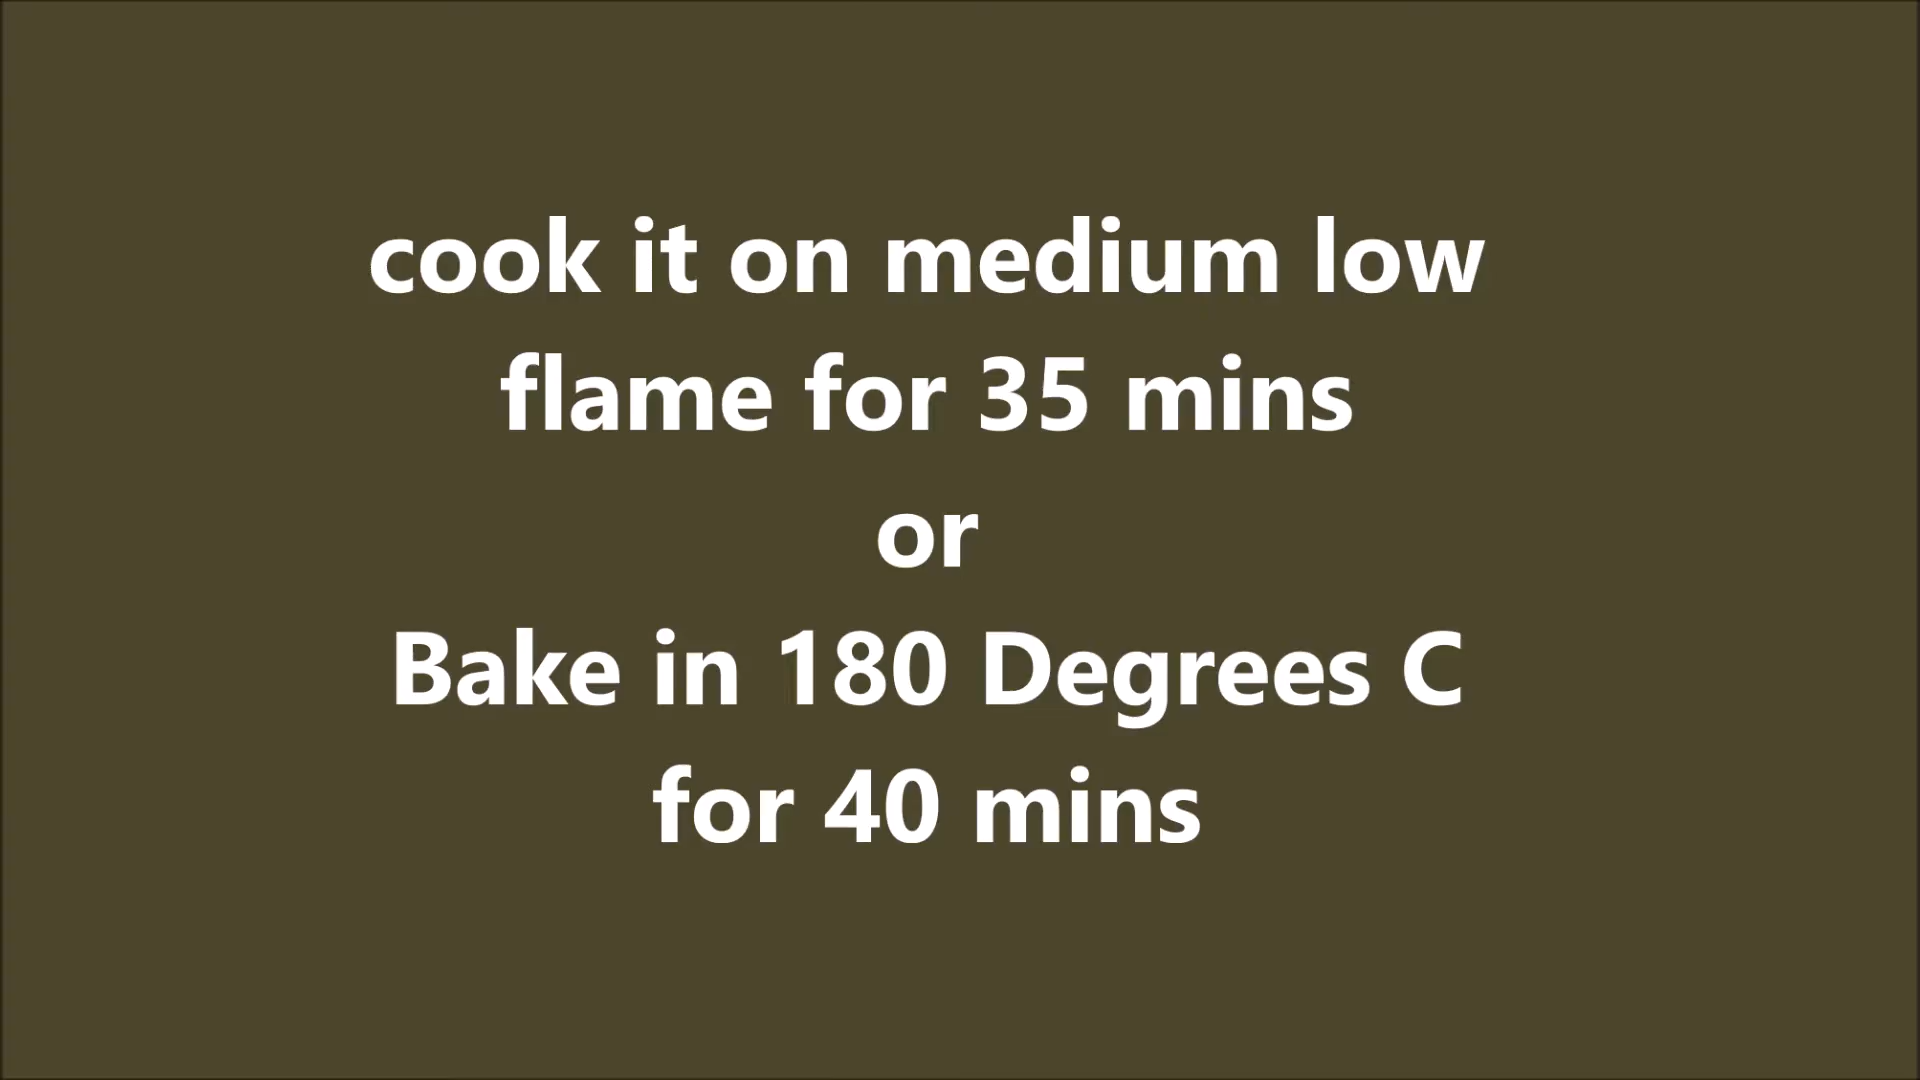 cook it on medium low
flame for 35 mins
or
Bake in 180 Degrees C
for 40 mins